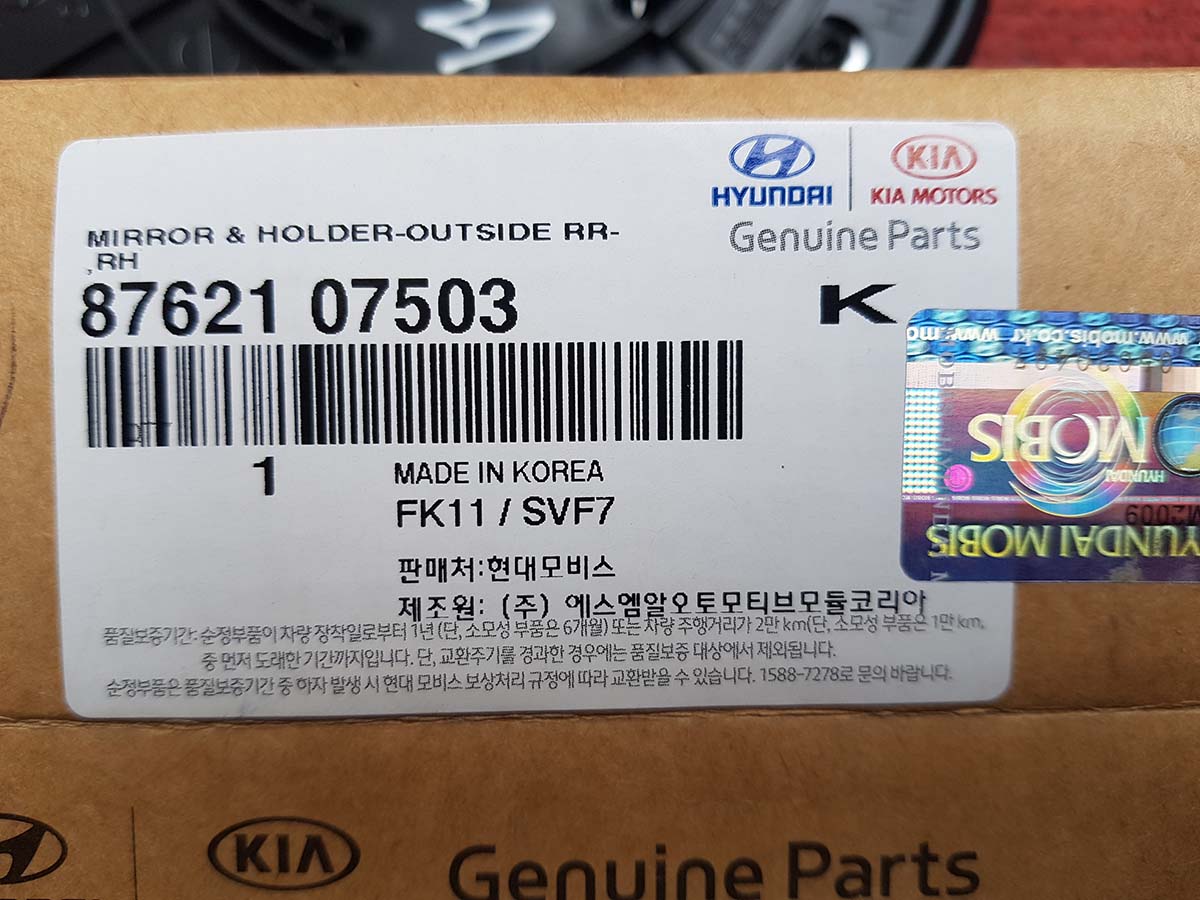 HYUNDAI
KIA
KIA MOTORS
Genuine Parts
MIRROR & HOLDER-OUTSIDE RR-
,RH
87621 07503
K
1
MADE IN KOREA
FK11 / SVF7
판매처:현대모비스
제조원: (주) 에스엠알오토모티브모듈코리아
품질보증기간: 순정부품이 차량 장착일로부터 1년 (단, 소모성 부품은 6개월) 또는 차량 주행거리가 2만 km(단, 소모성 부품은 1만 km,
중 먼저 도래한 기간까지입니다. 단, 교환주기를 경과한 경우에는 품질보증 대상에서 제외됩니다.
순정부품은 품질보증기간 중 하자 발생 시 현대 모비스 보상처리 규정에 따라 교환받을 수 있습니다. 1588-7278로 문의 바랍니다.
www.mobis.co.kr
MOBIS
HYUNDAI
M2009
HYUNDAI MOBIS
KIA
Genuine Parts